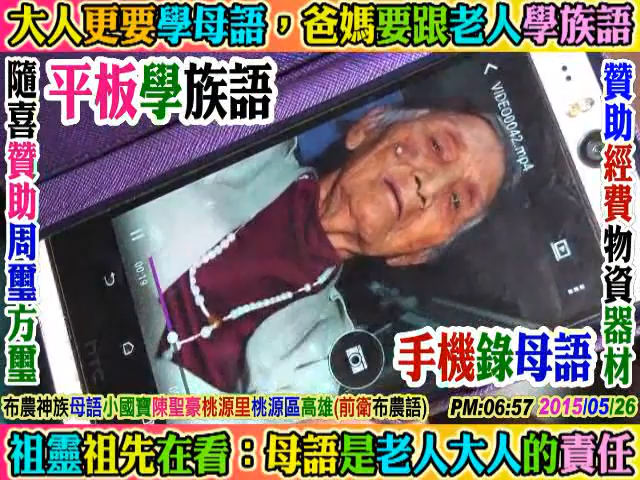 大人更要學母語，爸媽要跟老人學族語
平板學族語
隨喜贊助周璽方璽
贊助經費物資器材
VIDEO0042.mp4
00:19
hTC
手機錄母語
布農神族母語小國寶陳聖豪桃源里桃源區高雄(前衛布農語) PM:06:57 2015/05/26
祖靈祖先在看：母語是老人大人的責任